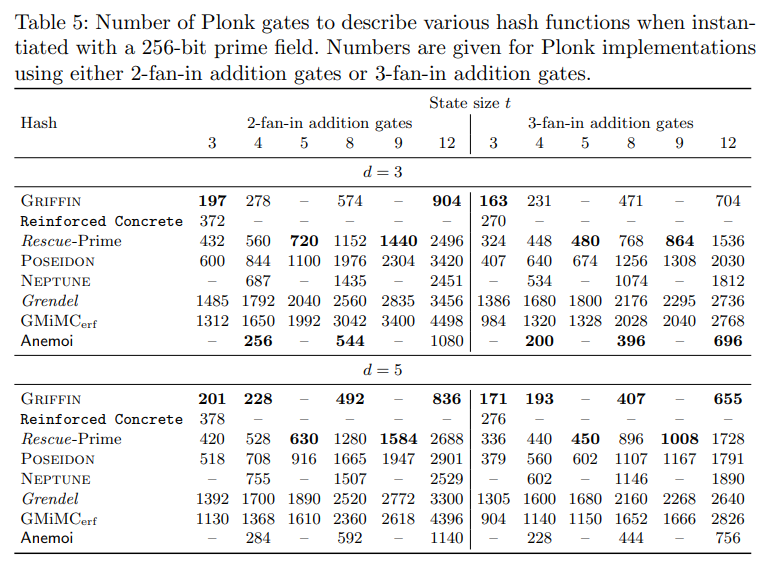 Table 5: Number of Plonk gates to describe various hash functions when instan-
tiated with a 256-bit prime field. Numbers are given for Plonk implementations
using either 2-fan-in addition gates or 3-fan-in addition gates.
State size t
Hash 2-fan-in addition gates 3-fan-in addition gates
3 4 5 8 9 12 3 4 5 8 9 12
d = 3
GRIFFIN 197 278 – 574 – 904 163 231 – 471 – 704
Reinforced Concrete 372 – – – – – 270 – – – – –
Rescue-Prime 432 560 720 1152 1440 2496 324 448 480 768 864 1536
POSEIDON 600 844 1100 1976 2304 3420 407 640 674 1256 1308 2030
NEPTUNE – 687 – 1435 – 2451 – 534 – 1074 – 1812
Grendel 1485 1792 2040 2560 2835 3456 1386 1680 1800 2176 2295 2736
GMiMCerf 1312 1650 1992 3042 3400 4498 984 1320 1328 2028 2040 2768
Anemoi – 256 – 544 – 1080 – 200 – 396 – 696
d = 5
GRIFFIN 201 228 – 492 – 836 171 193 – 407 – 655
Reinforced Concrete 378 – – – – – 276 – – – – –
Rescue-Prime 420 528 630 1280 1584 2688 336 440 450 896 1008 1728
POSEIDON 518 708 916 1665 1947 2901 379 560 602 1107 1167 1791
NEPTUNE – 755 – 1507 – 2529 – 602 – 1146 – 1890
Grendel 1392 1700 1890 2520 2772 3300 1305 1600 1680 2160 2268 2640
GMiMCerf 1130 1368 1610 2360 2618 4396 904 1140 1150 1652 1666 2826
Anemoi – 284 – 592 – 1140 – 228 – 444 – 756